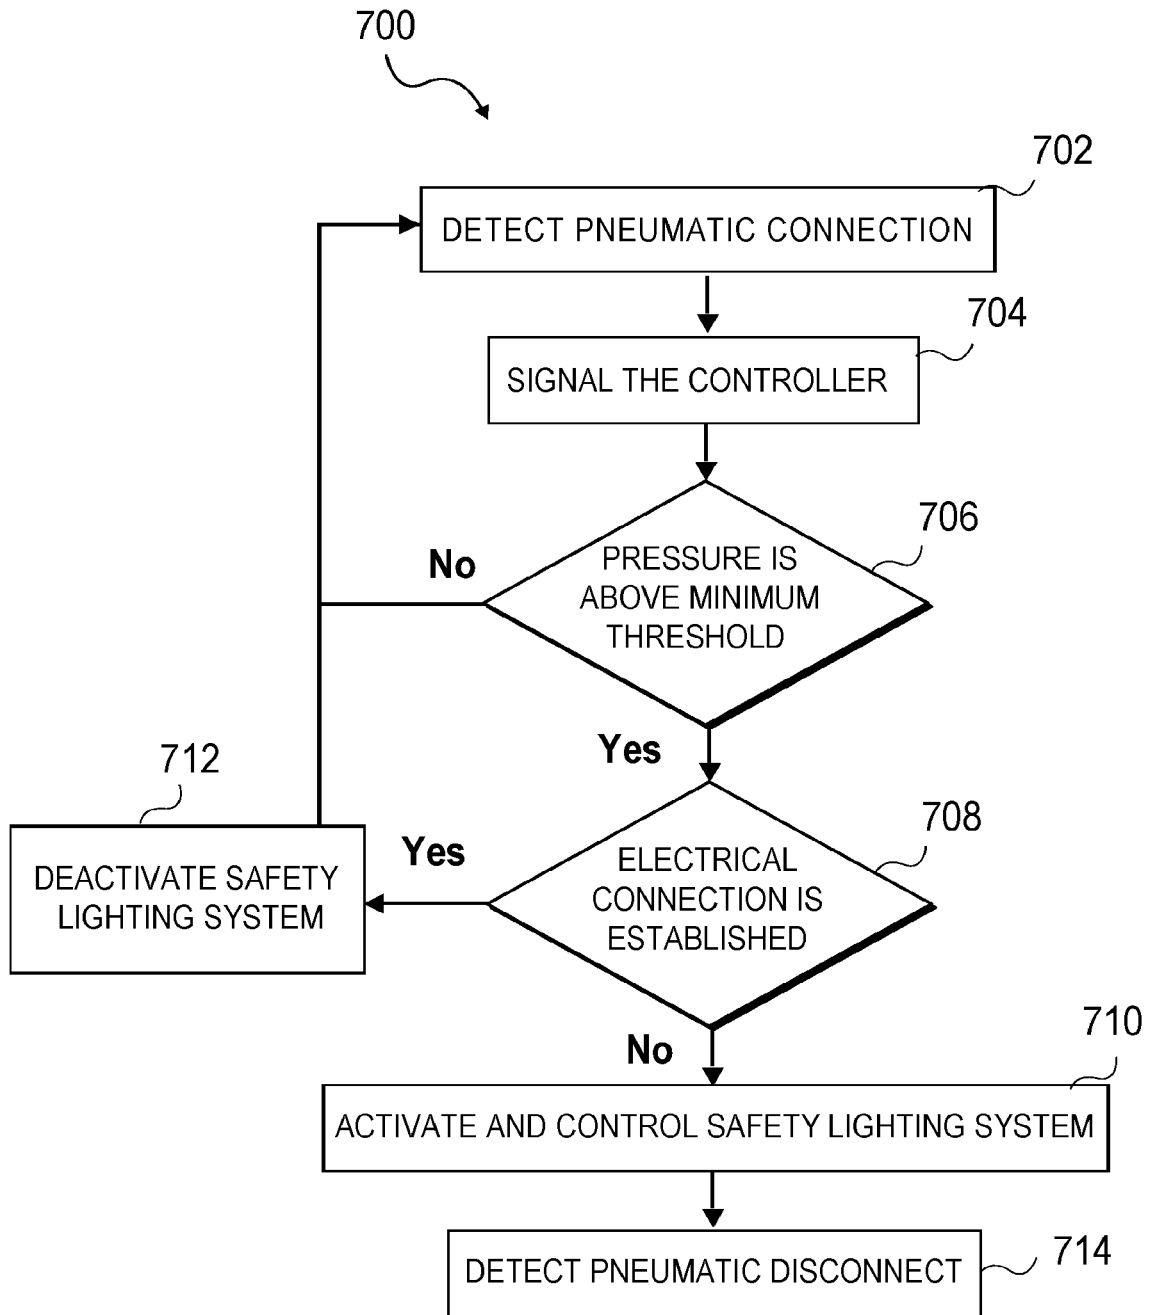 700
702
DETECT PNEUMATIC CONNECTION
704
SIGNAL THE CONTROLLER
706
PRESSURE IS
ABOVE MINIMUM
THRESHOLD
No
Yes
712
708
DEACTIVATE SAFETY
LIGHTING SYSTEM
Yes
ELECTRICAL
CONNECTION IS
ESTABLISHED
No
710
ACTIVATE AND CONTROL SAFETY LIGHTING SYSTEM
DETECT PNEUMATIC DISCONNECT
714